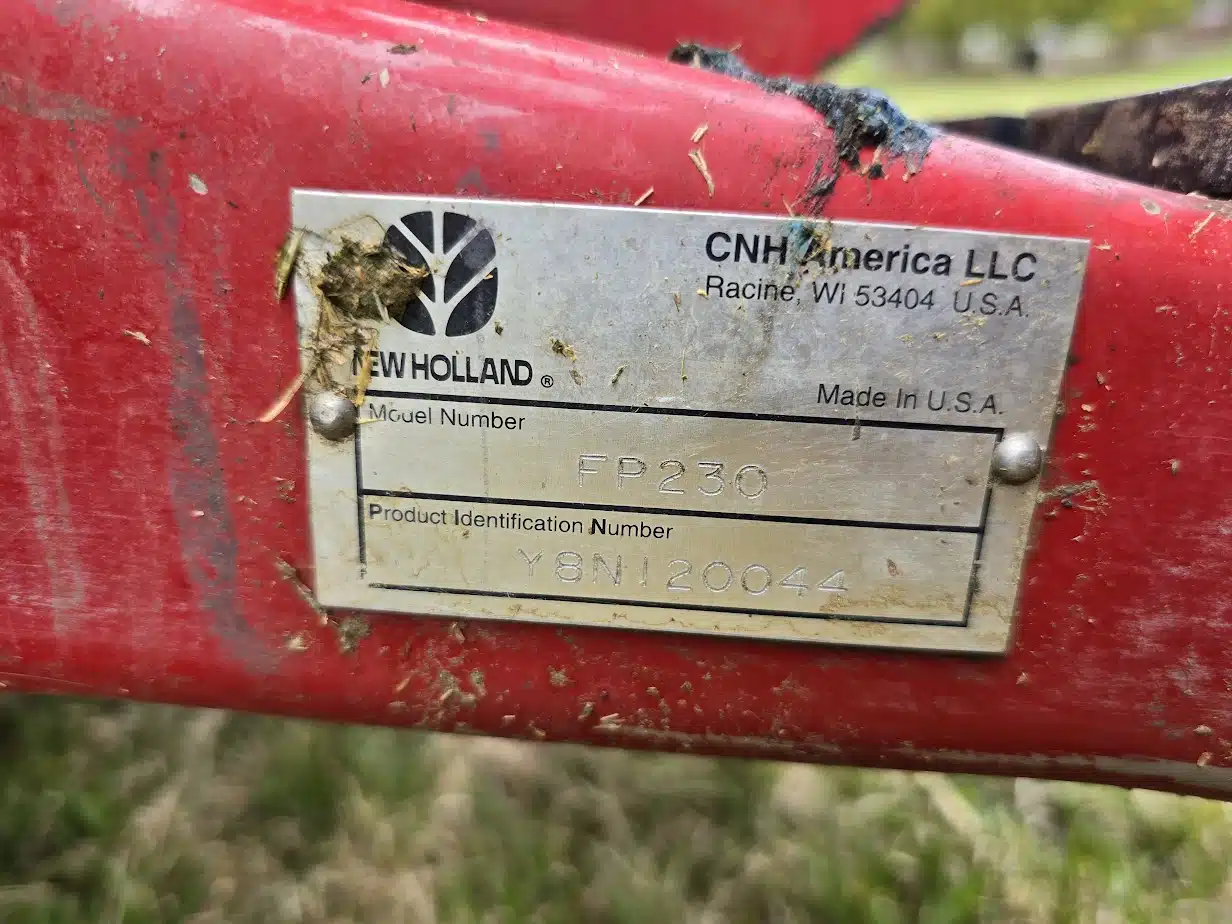 CNH America LLC
Racine, WI 53404 U.S.A.
NEW HOLLAND ®
Made In U.S.A.
Model Number
FP230
Product Identification Number
Y8N120044